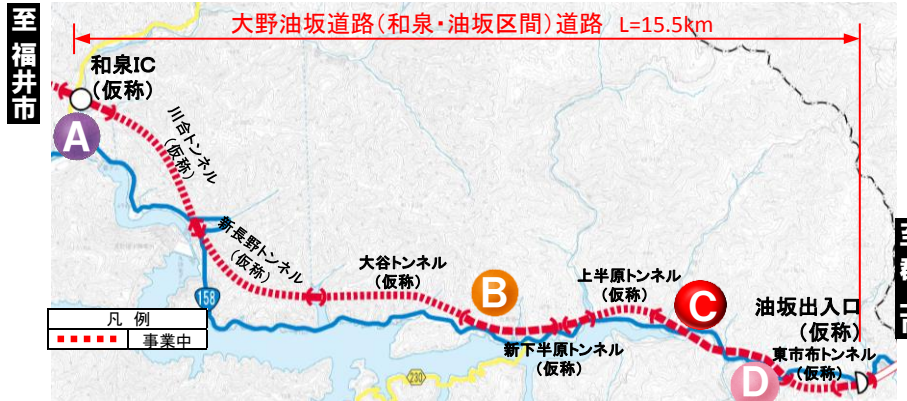 大野油坂道路(和泉・油坂区間)道路 L=15.5km
至 福井市
和泉IC
(仮称)
A
川合トンネル
(仮称)
新長野トンネル
(仮称)
大谷トンネル
(仮称)
B
上半原トンネル
(仮称)
C
油坂出入口
(仮称)
158
凡 例
事業中
新下半原トンネル
(仮称)
東市布トンネル
(仮称)
D
230